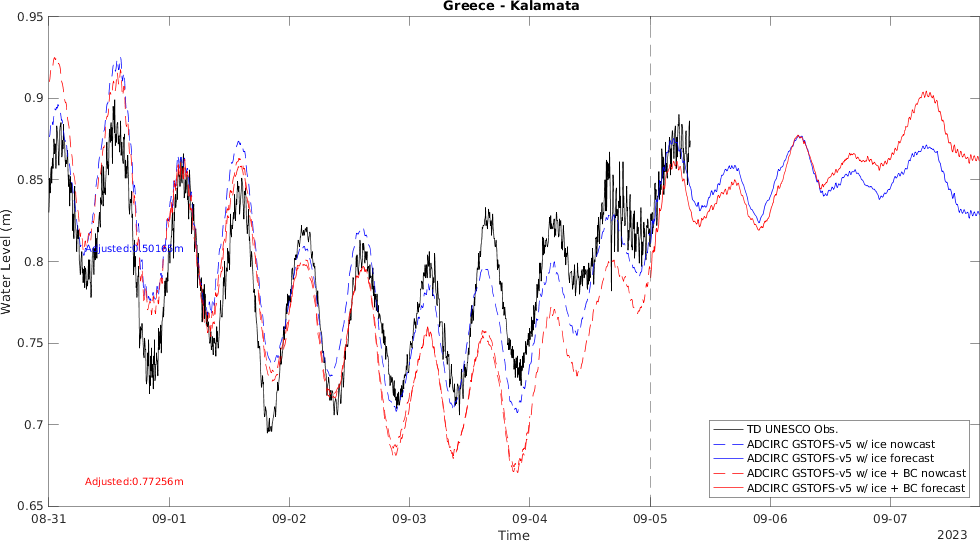 Greece - Kalamata
Water Level (m)
0.95
0.9
0.85
0.8
0.75
0.7
0.65
Adjusted:0.50165m
Adjusted:0.77256m
TD UNESCO Obs.
ADCIRC GSTOFS-v5 w/ ice nowcast
ADCIRC GSTOFS-v5 w/ ice forecast
ADCIRC GSTOFS-v5 w/ ice + BC nowcast
ADCIRC GSTOFS-v5 w/ ice + BC forecast
08-31 09-01 09-02 09-03 09-04 09-05 09-06 09-07
Time
2023